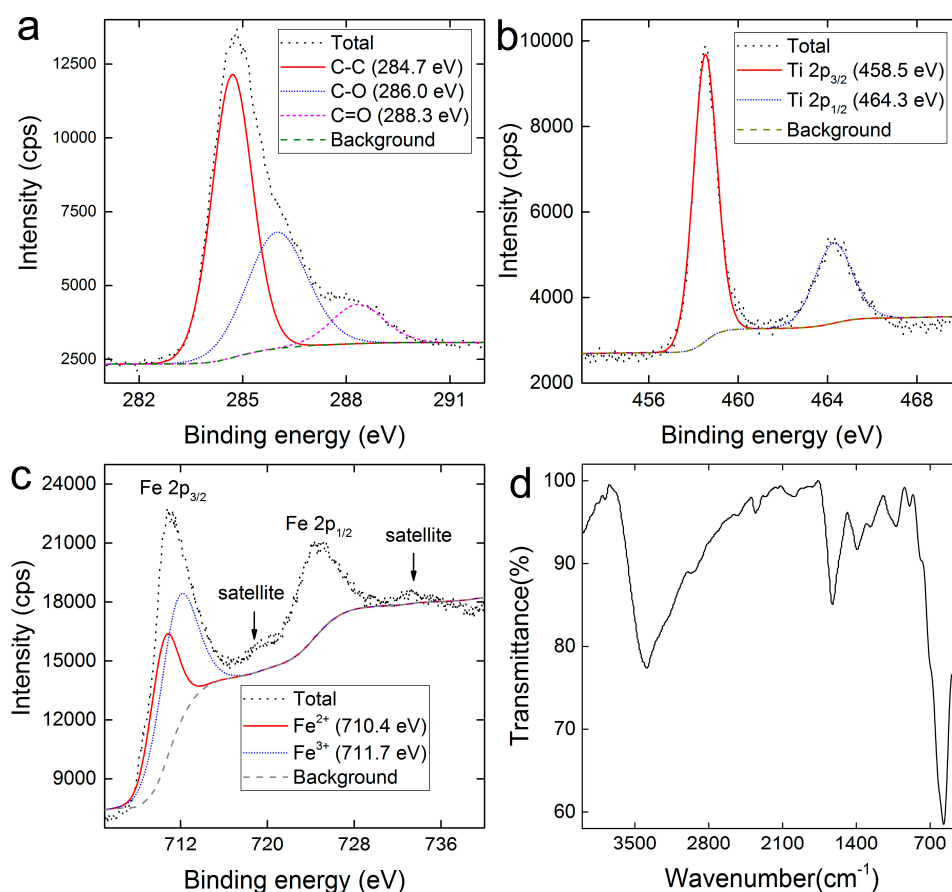 a
Total
C-C (284.7 eV)
C-O (286.0 eV)
C=O (288.3 eV)
Background
12500
10000
7500
5000
2500
Intensity (cps)
282 285 288 291
Binding energy (eV)
b
Total
Ti 2p3/2 (458.5 eV)
Ti 2p1/2 (464.3 eV)
Background
10000
8000
6000
4000
2000
Intensity (cps)
456 460 464 468
Binding energy (eV)
c
Fe 2p3/2
Fe 2p1/2
satellite
satellite
Total
Fe2+ (710.4 eV)
Fe3+ (711.7 eV)
Background
24000
21000
18000
15000
12000
9000
Intensity (cps)
712 720 728 736
Binding energy (eV)
d
100
90
80
70
60
Transmittance(%)
3500 2800 2100 1400 700
Wavenumber(cm-1)